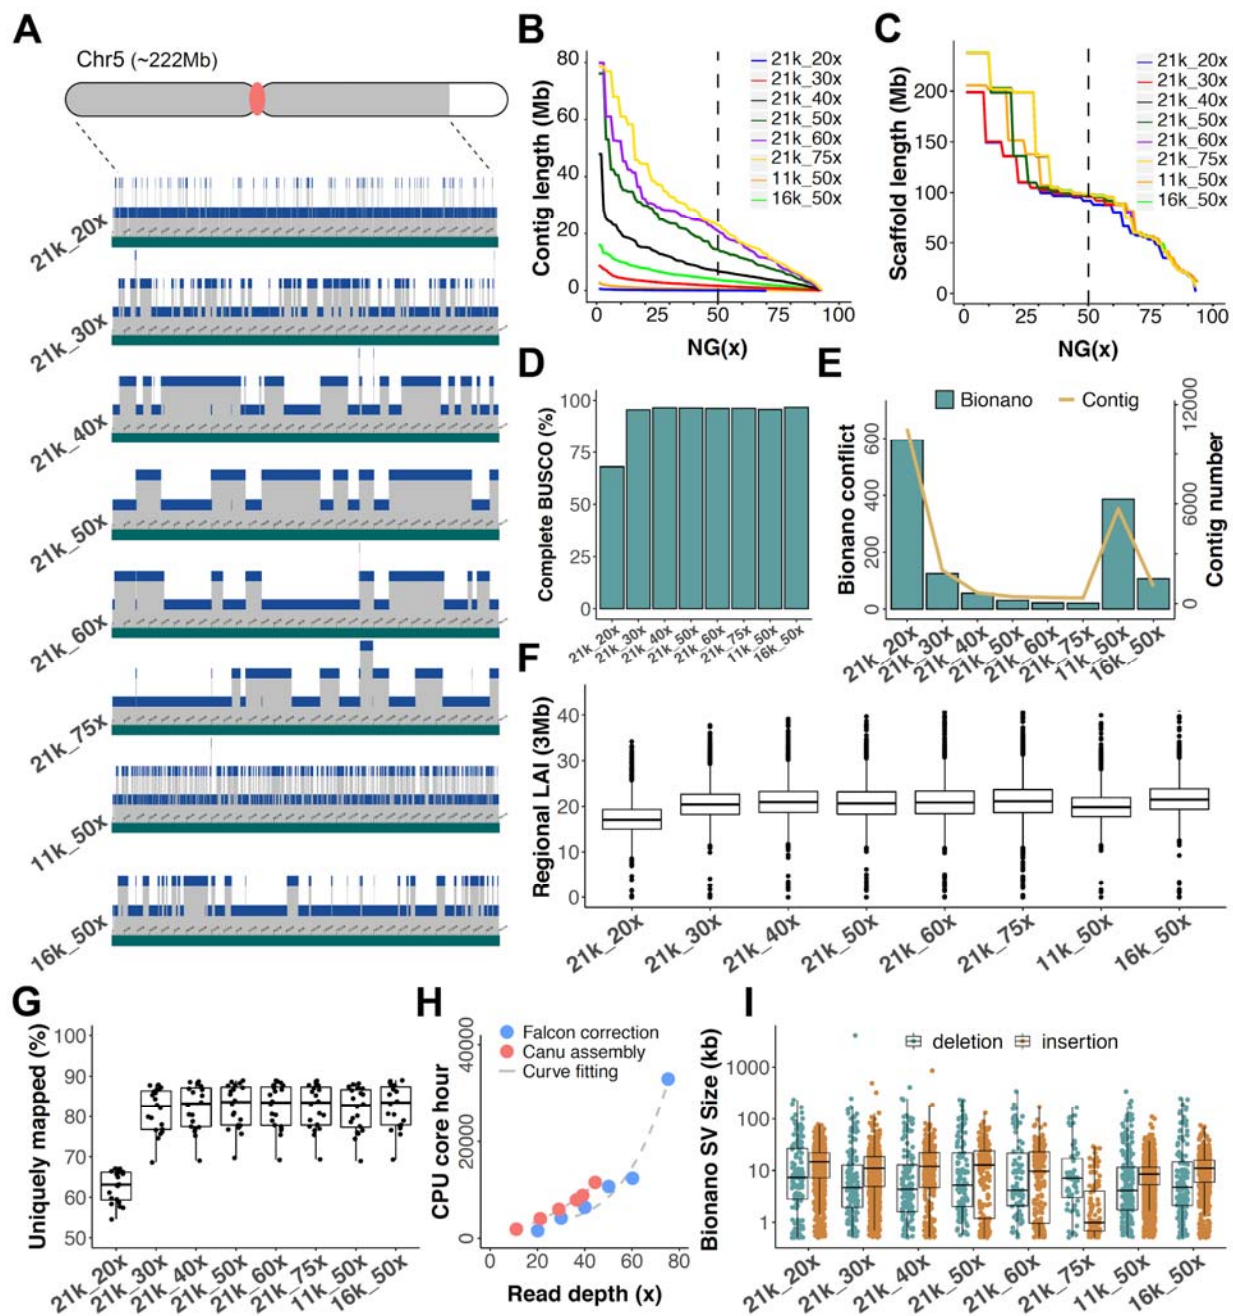 A
Chr5 (~222Mb)
21k_20x
21k_30x
21k_40x
21k_50x
21k_60x
21k_75x
11k_50x
16k_50x
B
Contig length (Mb)
80
60
40
20
0
0 25 50 75 100
NG(x)
21k_20x
21k_30x
21k_40x
21k_50x
21k_60x
21k_75x
11k_50x
16k_50x
C
Scaffold length (Mb)
200
150
100
50
0
0 25 50 75 100
NG(x)
21k_20x
21k_30x
21k_40x
21k_50x
21k_60x
21k_75x
11k_50x
16k_50x
D
Complete BUSCO (%)
100
75
50
25
0
21k_20x
21k_30x
21k_40x
21k_50x
21k_60x
21k_75x
11k_50x
16k_50x
E
Bionano Contig
Bionano conflict
600
400
200
0
Contig number
12000
6000
0
21k_20x
21k_30x
21k_40x
21k_50x
21k_60x
21k_75x
11k_50x
16k_50x
F
Regional LAI (3Mb)
40
30
20
10
0
21k_20x
21k_30x
21k_40x
21k_50x
21k_60x
21k_75x
11k_50x
16k_50x
G
Uniquely mapped (%)
100
90
80
70
60
50
21k_20x
21k_30x
21k_40x
21k_50x
21k_60x
21k_75x
11k_50x
16k_50x
H
Falcon correction
Canu assembly
Curve fitting
CPU core hour
40000
20000
0
0 20 40 60 80
Read depth (x)
I
deletion insertion
Bionano SV Size (kb)
1000
100
10
1
21k_20x
21k_30x
21k_40x
21k_50x
21k_60x
21k_75x
11k_50x
16k_50x